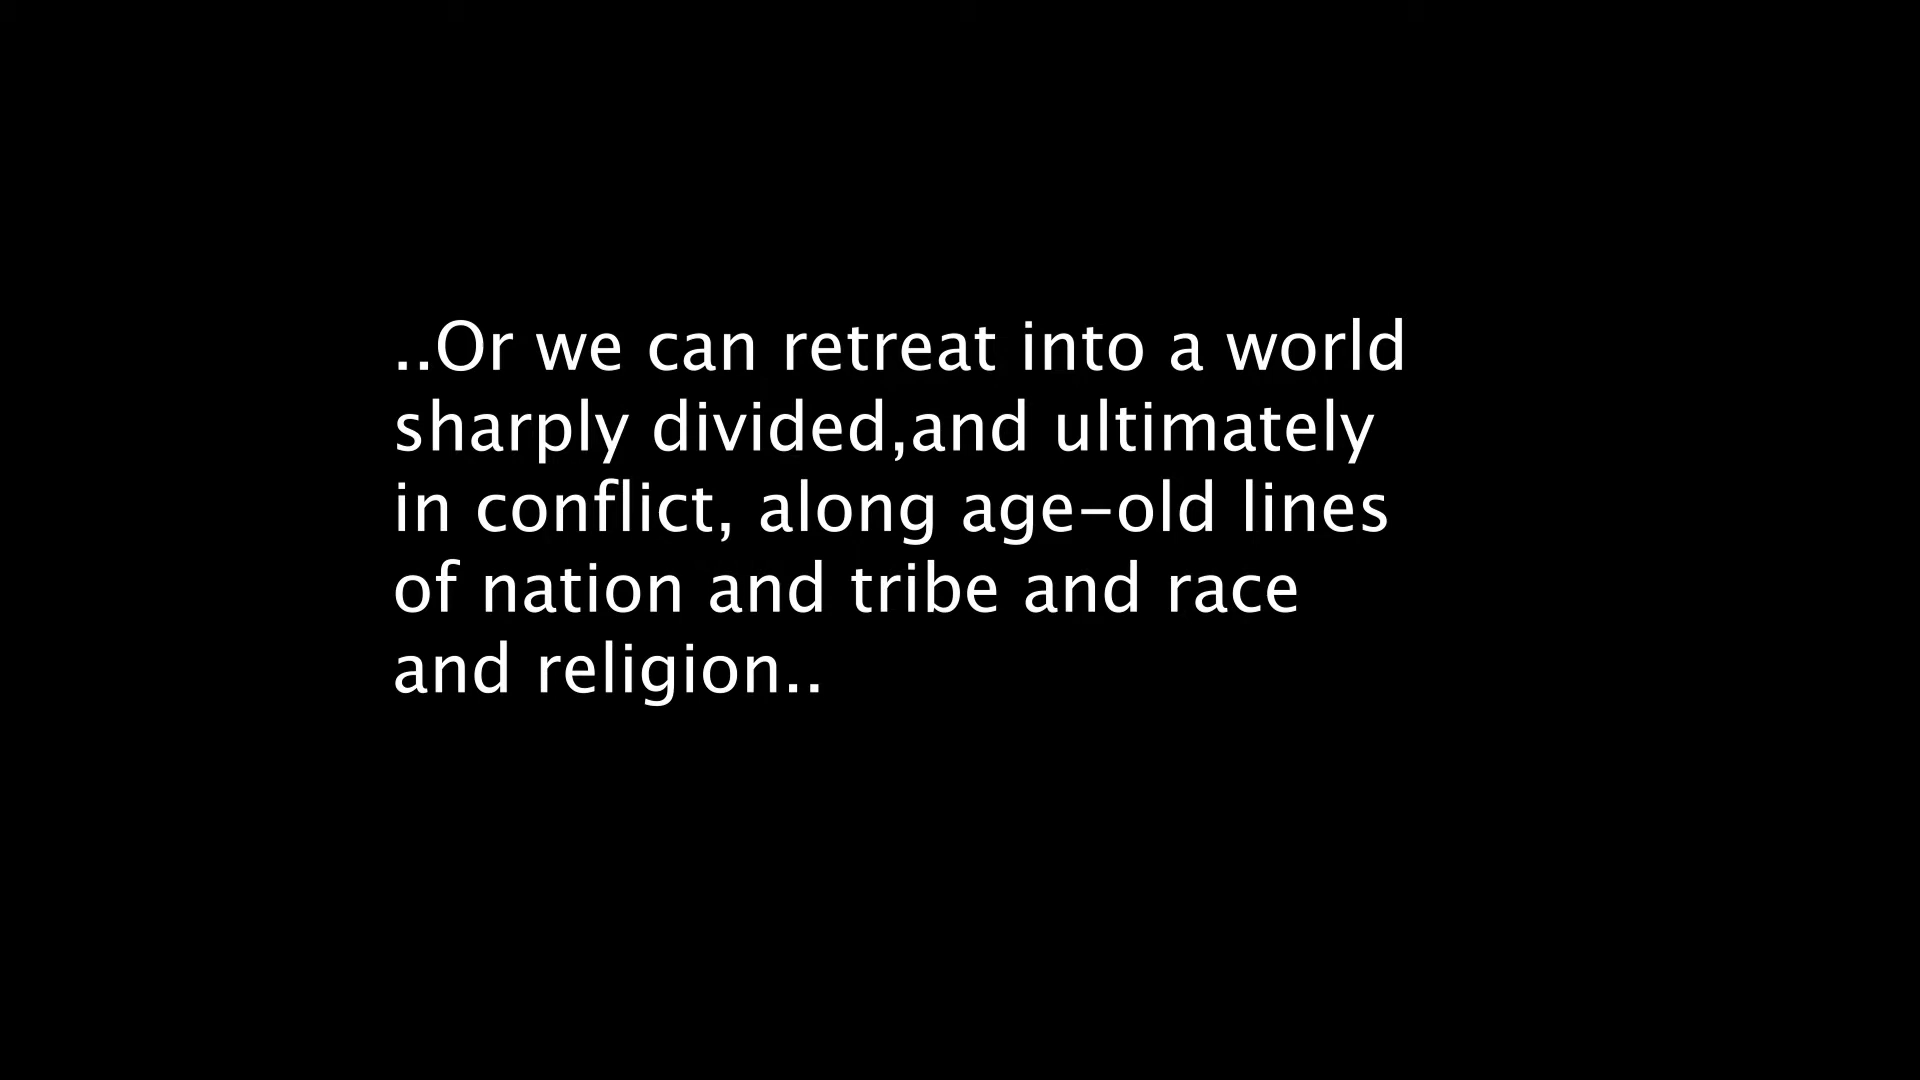 ..Or we can retreat into a world
sharply divided,and ultimately
in conflict, along age-old lines
of nation and tribe and race
and religion..